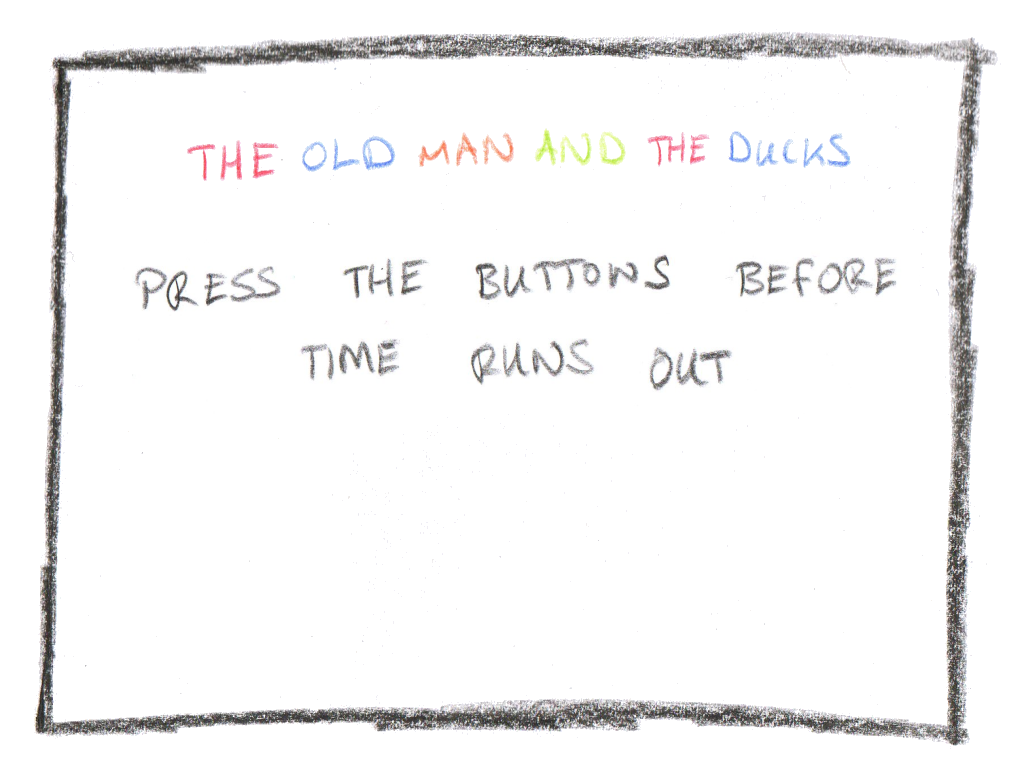 THE OLD MAN AND THE DUCKS
PRESS THE BUTTONS BEFORE
TIME RUNS OUT